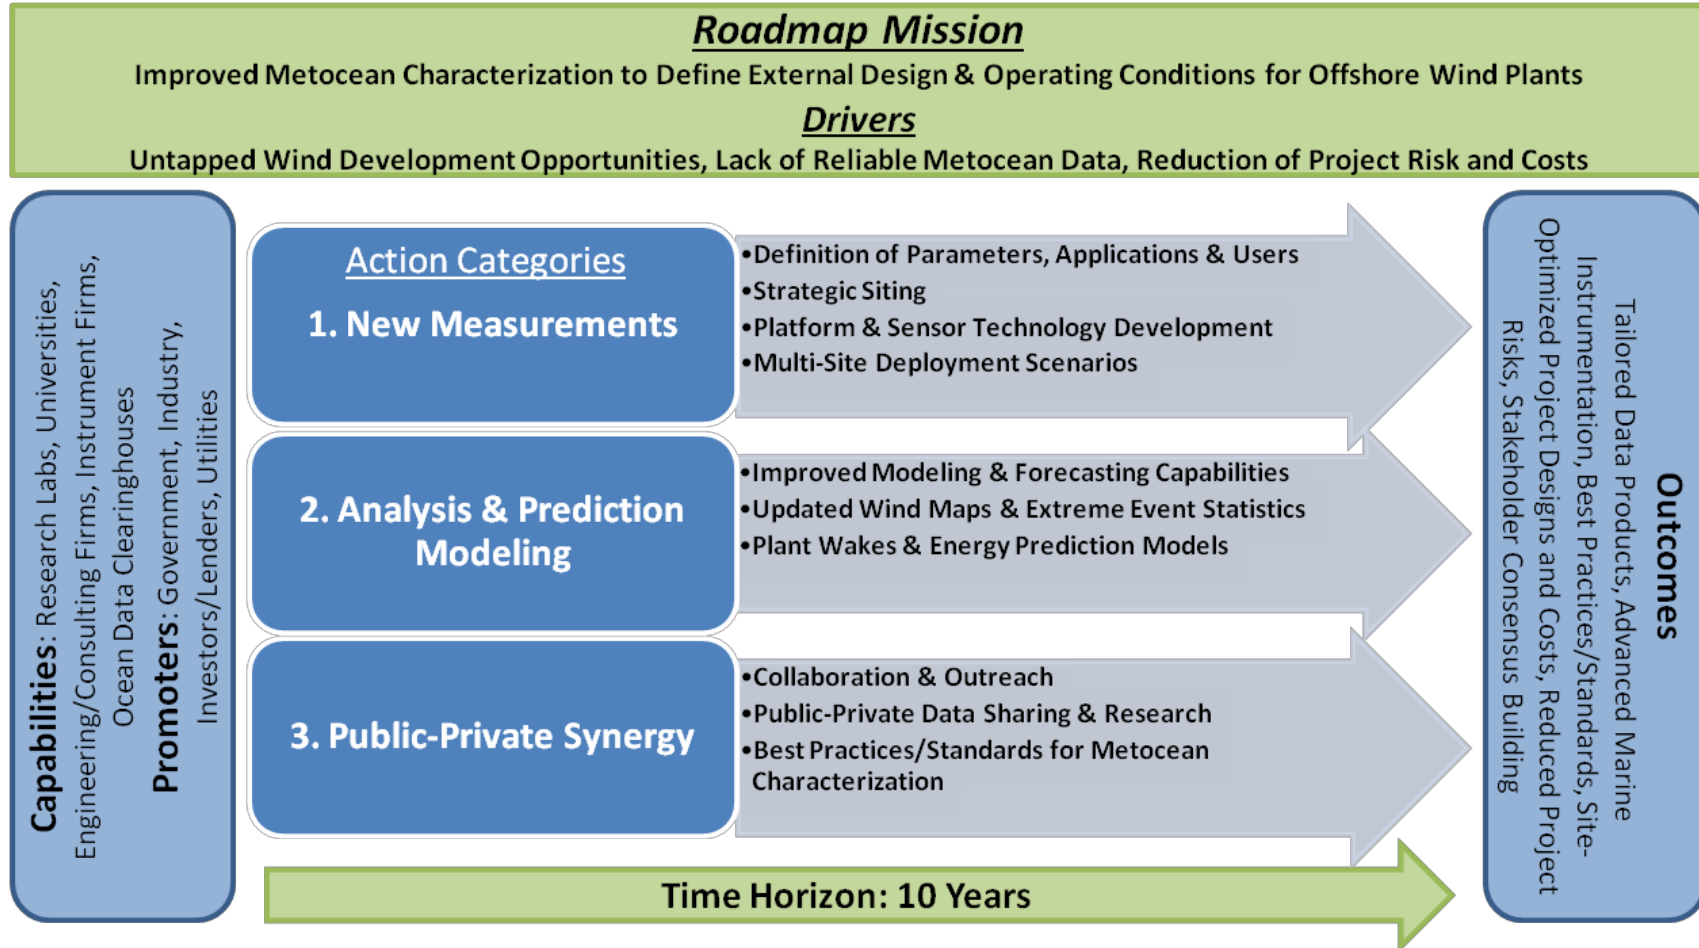 Roadmap Mission
Improved Metocean Characterization to Define External Design & Operating Conditions for Offshore Wind Plants
Drivers
Untapped Wind Development Opportunities, Lack of Reliable Metocean Data, Reduction of Project Risk and Costs
Capabilities: Research Labs, Universities,
Engineering/Consulting Firms, Instrument Firms,
Ocean Data Clearinghouses
Promoters: Government, Industry,
Investors/Lenders, Utilities
Action Categories
1. New Measurements
•Definition of Parameters, Applications & Users
•Strategic Siting
•Platform & Sensor Technology Development
•Multi-Site Deployment Scenarios
2. Analysis & Prediction
Modeling
•Improved Modeling & Forecasting Capabilities
•Updated Wind Maps & Extreme Event Statistics
•Plant Wakes & Energy Prediction Models
3. Public-Private Synergy
•Collaboration & Outreach
•Public-Private Data Sharing & Research
•Best Practices/Standards for Metocean
Characterization
Outcomes
Tailored Data Products, Advanced Marine
Instrumentation, Best Practices/Standards, Site-
Optimized Project Designs and Costs, Reduced Project
Risks, Stakeholder Consensus Building
Time Horizon: 10 Years